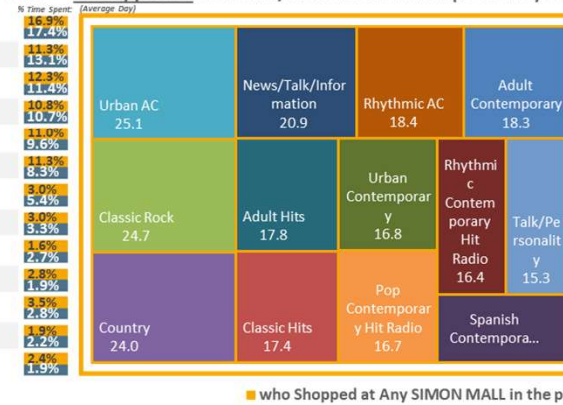 % Time Spent: (Average Day)
16.9%
17.4%
11.3%
13.1%
12.3%
11.4%
10.8%
10.7%
11.0%
9.6%
11.3%
8.3%
3.0%
5.4%
3.0%
3.3%
1.6%
2.7%
2.8%
1.9%
3.5%
2.8%
1.9%
2.2%
2.4%
1.9%
Urban AC
25.1
News/Talk/Infor
mation
20.9
Rhythmic AC
18.4
Adult
Contemporary
18.3
Classic Rock
24.7
Adult Hits
17.8
Urban
Contemporar
y
16.8
Rhythmi
c
Contem
porary
Hit
Radio
16.4
Talk/Pe
rsonalit
y
15.3
Country
24.0
Classic Hits
17.4
Pop
Contemporar
y Hit Radio
16.7
Spanish
Contempora...
who Shopped at Any SIMON MALL in the p